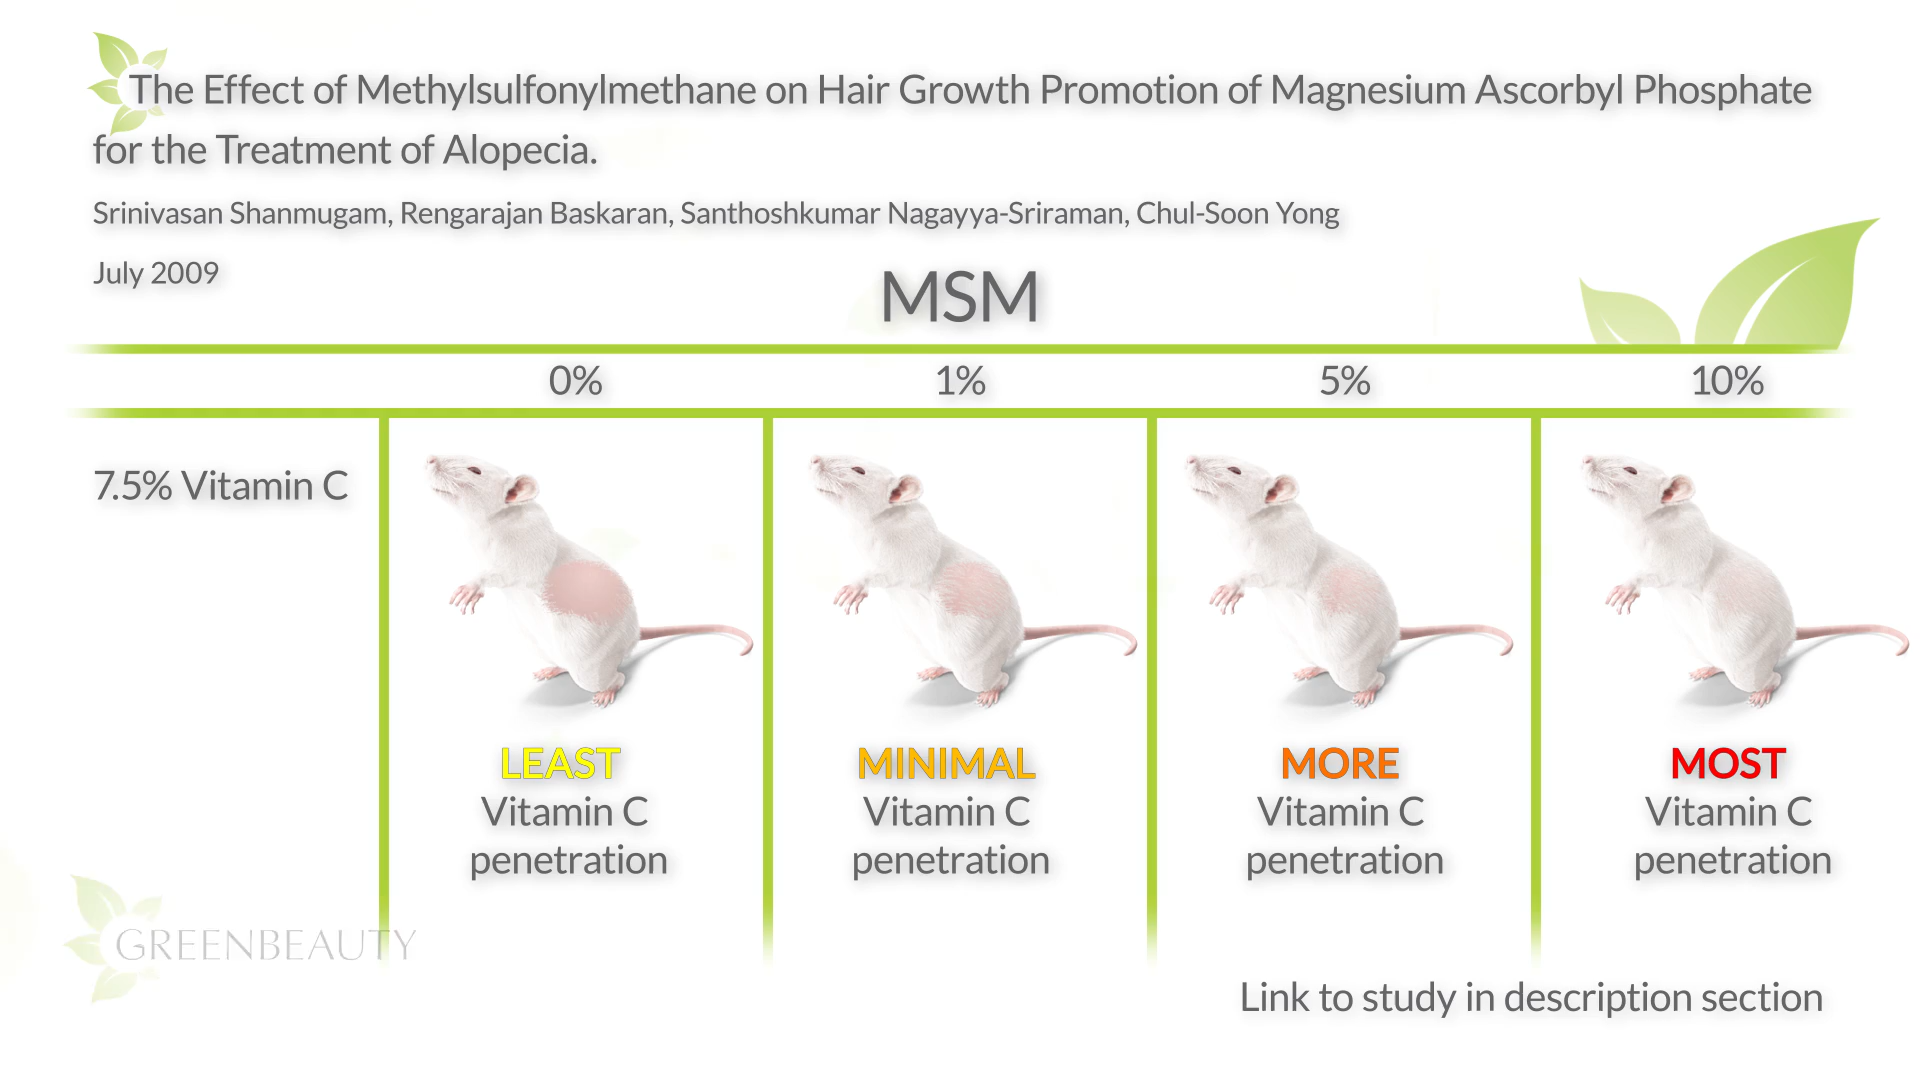 The Effect of Methylsulfonylmethane on Hair Growth Promotion of Magnesium Ascorbyl Phosphate
for the Treatment of Alopecia.
Srinivasan Shanmugam, Rengarajan Baskaran, Santhoshkumar Nagayya-Sriraman, Chul-Soon Yong
July 2009
MSM
0% 1% 5% 10%
7.5% Vitamin C
LEAST MINIMAL MORE MOST
Vitamin C Vitamin C Vitamin C Vitamin C
penetration penetration penetration penetration
GREENBEAUTY
Link to study in description section